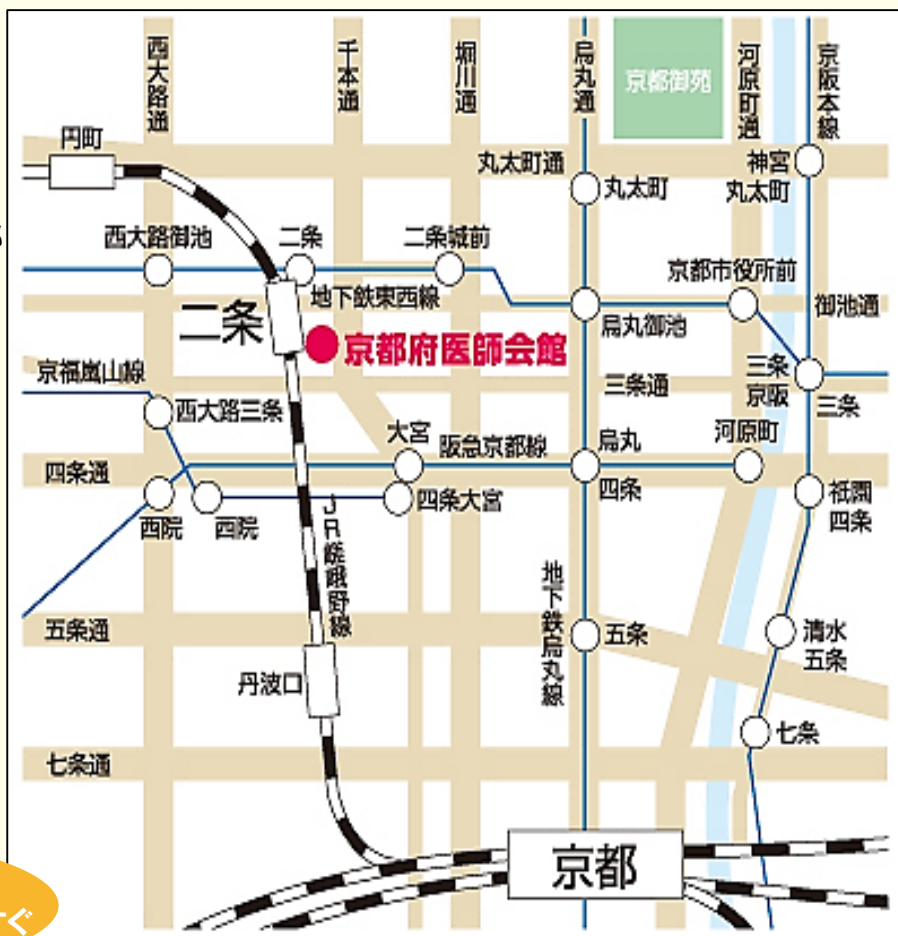 西大路通
千本通
堀川通
烏丸通
京都御苑
河原町通
京阪本線
円町
丸太町通
丸太町
神宮
丸太町
西大路御池
二条
二条城前
京都市役所前
地下鉄東西線
二条
烏丸御池
御池通
京都府医師会館
京福嵐山線
三条通
三条
京阪
三条
西大路三条
大宮
阪急京都線
烏丸
河原町
四条通
四条
西院
西院
四条大宮
祇園
四条
JR嵯峨野線
地下鉄烏丸線
五条通
五条
清水
五条
丹波口
七条
七条通
京都
ぐ